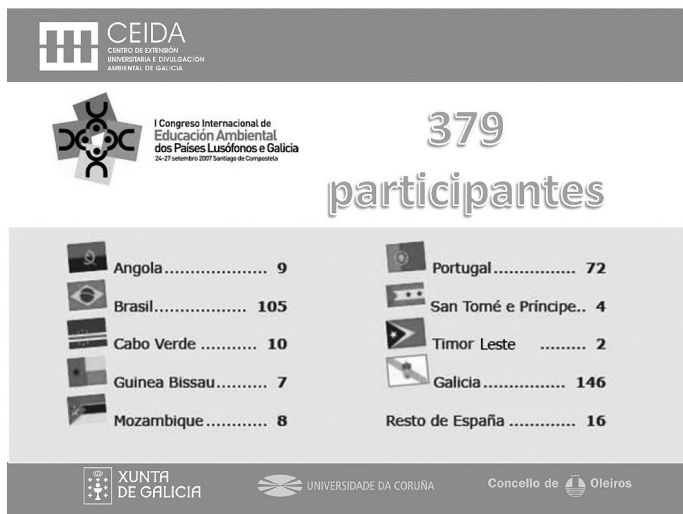 CEIDA
CENTRO DE EXTENSIÓN
UNIVERSITARIA E DIVULGACIÓN
AMBIENTAL DE GALICIA
I Congreso Internacional de
Educación Ambiental
dos Países Lusófonos e Galicia
24-27 setembro 2007 Santiago de Compostela
379
participantes
Angola.................... 9
Brasil.................. 105
Cabo Verde ........... 10
Guinea Bissau.......... 7
Mozambique............ 8
Portugal................ 72
San Tomé e Príncipe.. 4
Timor Leste ......... 2
Galicia................ 146
Resto de España ............. 16
XUNTA
DE GALICIA
UNIVERSIDADE DA CORUÑA
Concello de Oleiros